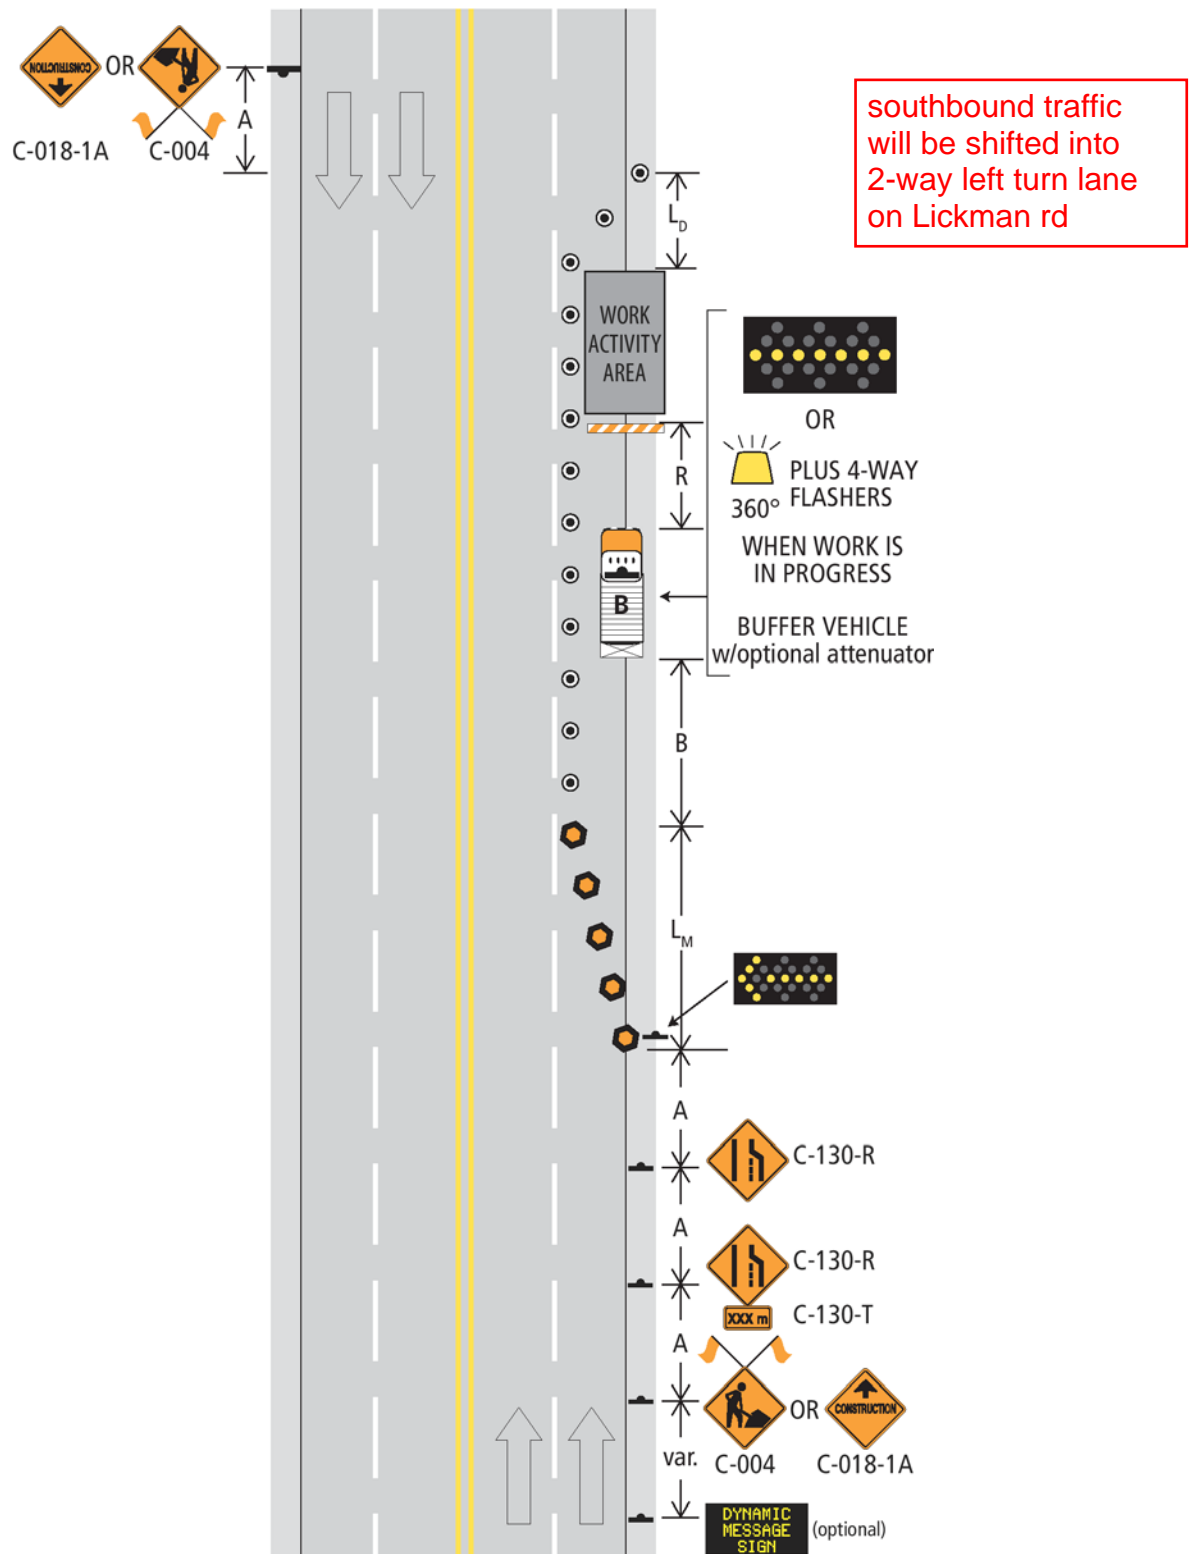 CONSTRUCTION
OR
A
C-018-1A
C-004
southbound traffic
will be shifted into
2-way left turn lane
on Lickman rd
LD
WORK
ACTIVITY
AREA
OR
PLUS 4-WAY
FLASHERS
360°
R
WHEN WORK IS
IN PROGRESS
B
BUFFER VEHICLE
w/optional attenuator
B
LM
A
C-130-R
A
C-130-R
XXX m
C-130-T
A
OR
CONSTRUCTION
C-004
C-018-1A
var.
DYNAMIC
MESSAGE
SIGN
(optional)